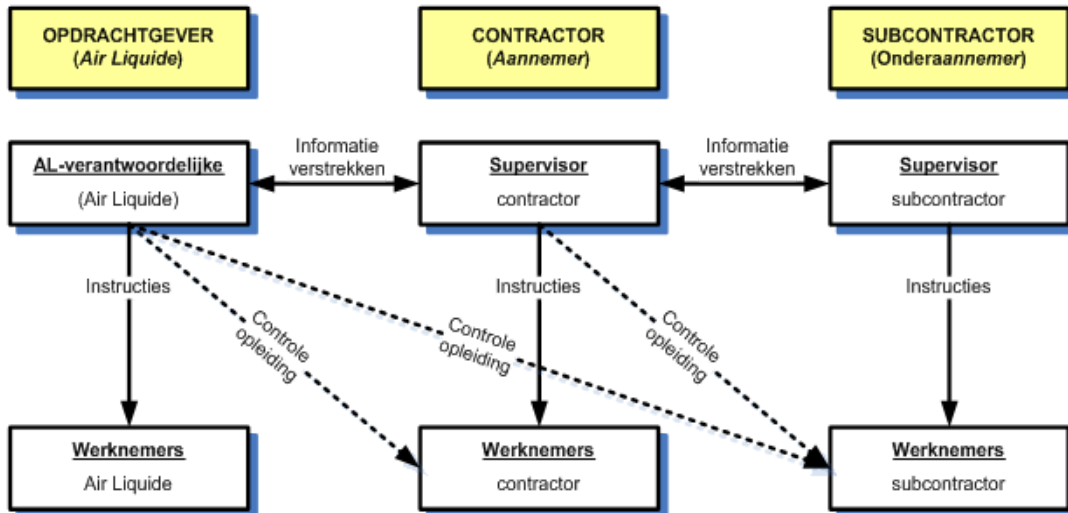 OPDRACHTGEVER
(Air Liquide)
CONTRACTOR
(Aannemer)
SUBCONTRACTOR
(Onderaannemer)
AL-verantwoordelijke
(Air Liquide)
Informatie
verstrekken
Supervisor
contractor
Informatie
verstrekken
Supervisor
subcontractor
Instructies
Instructies
Instructies
Controle
opleiding
Controle
opleiding
Controle
opleiding
Werknemers
Air Liquide
Werknemers
contractor
Werknemers
subcontractor